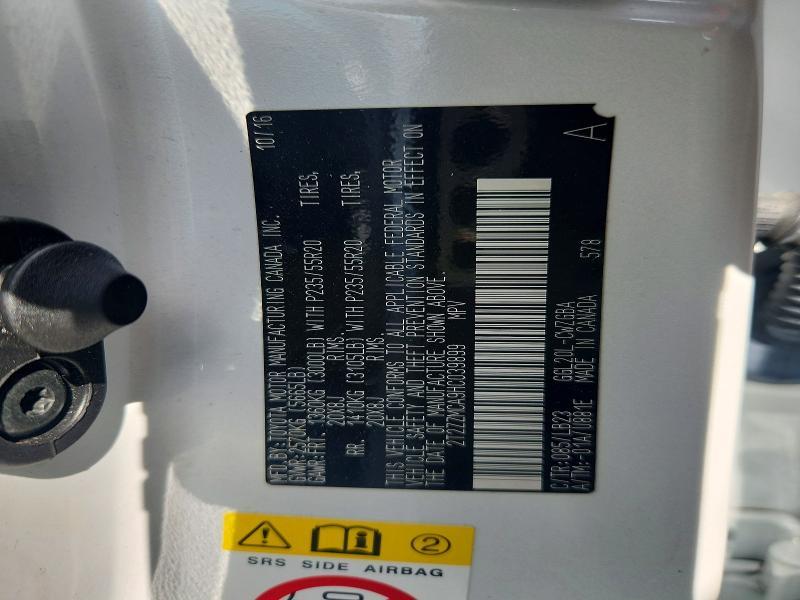 MFD.BY:TOYOTA MOTOR MANUFACTURING CANADA INC. 10/16
GVWR:2570KG (5665LB)
GAWR:FRT. 1360KG (3000LB) WITH P235/55R20 TIRES,
20X8J RIMS,
RR. 1410KG (3105LB) WITH P235/55R20 TIRES,
20X8J RIMS.
THIS VEHICLE CONFORMS TO ALL APPLICABLE FEDERAL MOTOR
VEHICLE SAFETY AND THEFT PREVENTION STANDARDS IN EFFECT ON
THE DATE OF MANUFACTURE SHOWN ABOVE.
2T2ZZMCA9HC039899 MPV
C/TR:085/LB23 GGL20L-CWZGBA
A/TM:-01A/U881E MADE IN CANADA 578 A
2
SRS SIDE AIRBAG